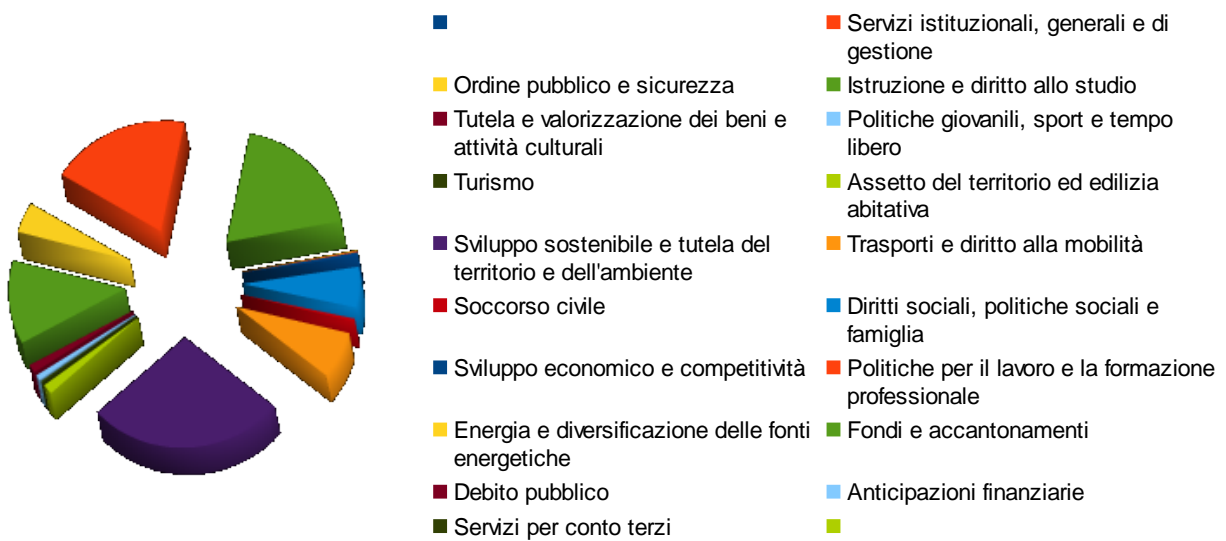 Servizi istituzionali, generali e di
gestione
Ordine pubblico e sicurezza
Istruzione e diritto allo studio
Tutela e valorizzazione dei beni e
attività culturali
Politiche giovanili, sport e tempo
libero
Turismo
Assetto del territorio ed edilizia
abitativa
Sviluppo sostenibile e tutela del
territorio e dell'ambiente
Trasporti e diritto alla mobilità
Soccorso civile
Diritti sociali, politiche sociali e
famiglia
Sviluppo economico e competitività
Politiche per il lavoro e la formazione
professionale
Energia e diversificazione delle fonti
energetiche
Fondi e accantonamenti
Debito pubblico
Anticipazioni finanziarie
Servizi per conto terzi